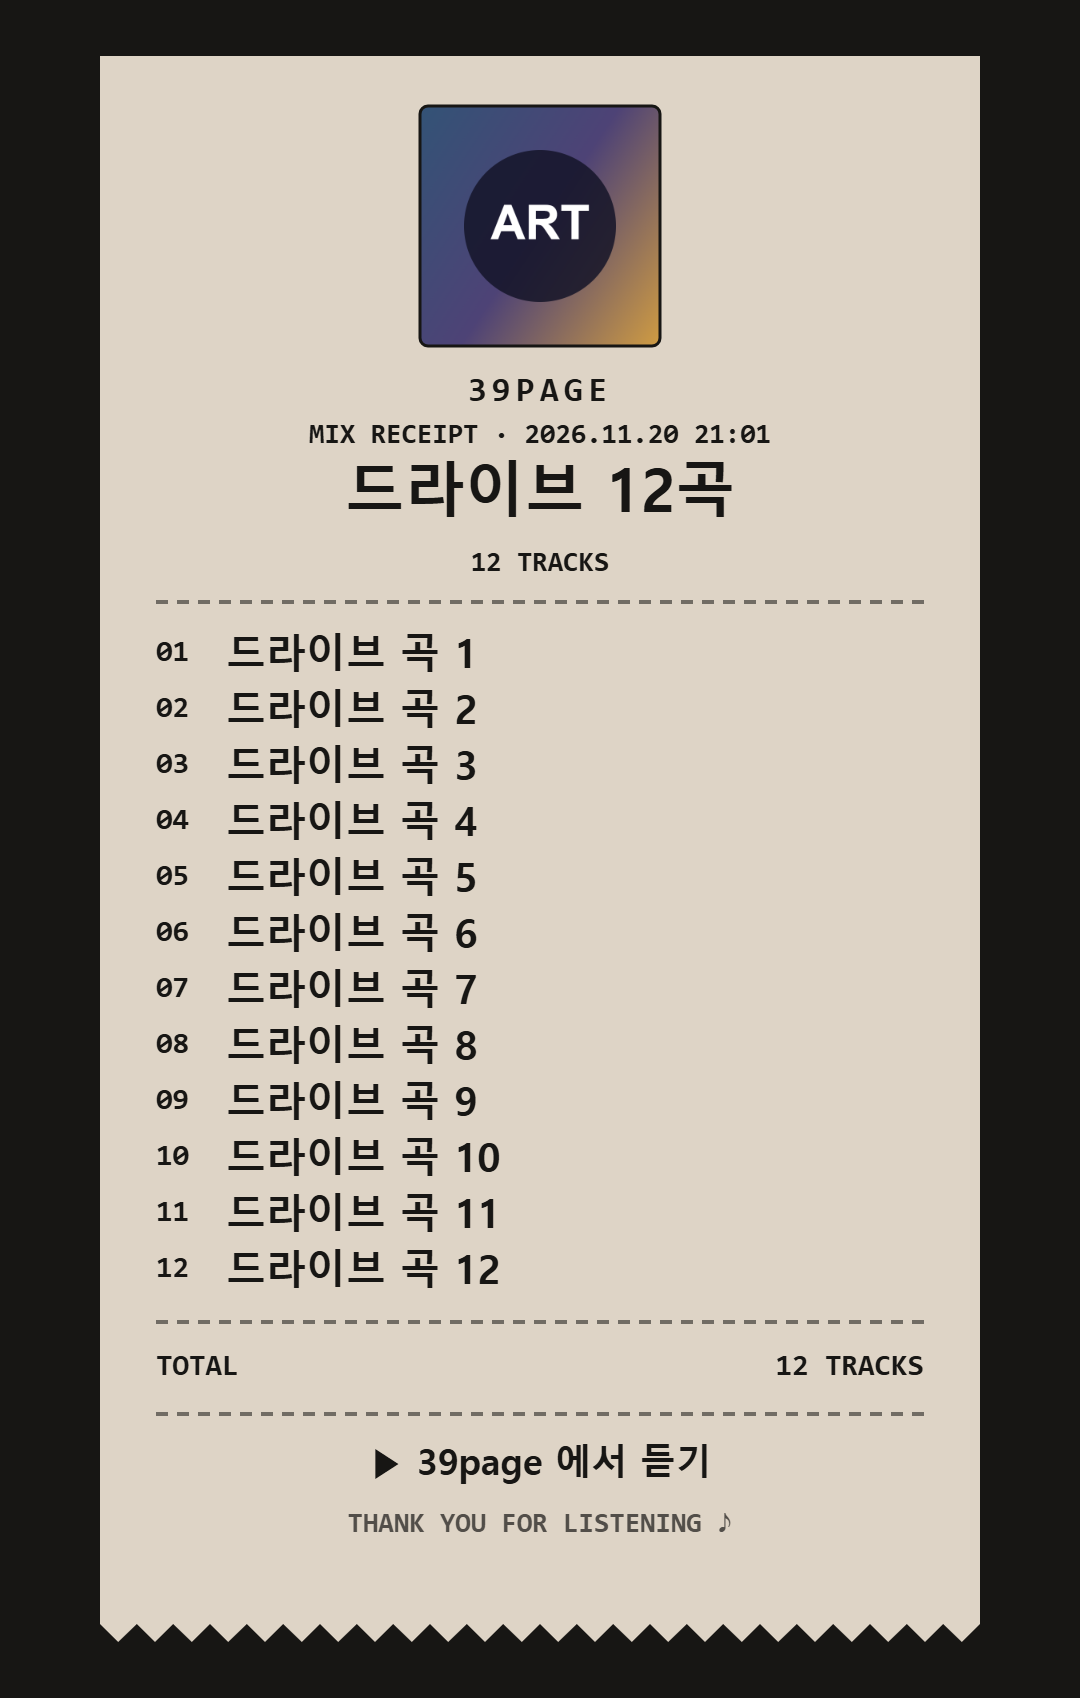 ART
39PAGE
MIX RECEIPT · 2026.11.20 21:01
드라이브 12곡
12 TRACKS
01 드라이브 곡 1
02 드라이브 곡 2
03 드라이브 곡 3
04 드라이브 곡 4
05 드라이브 곡 5
06 드라이브 곡 6
07 드라이브 곡 7
08 드라이브 곡 8
09 드라이브 곡 9
10 드라이브 곡 10
11 드라이브 곡 11
12 드라이브 곡 12
TOTAL 12 TRACKS
▶ 39page 에서 듣기
THANK YOU FOR LISTENING ♪